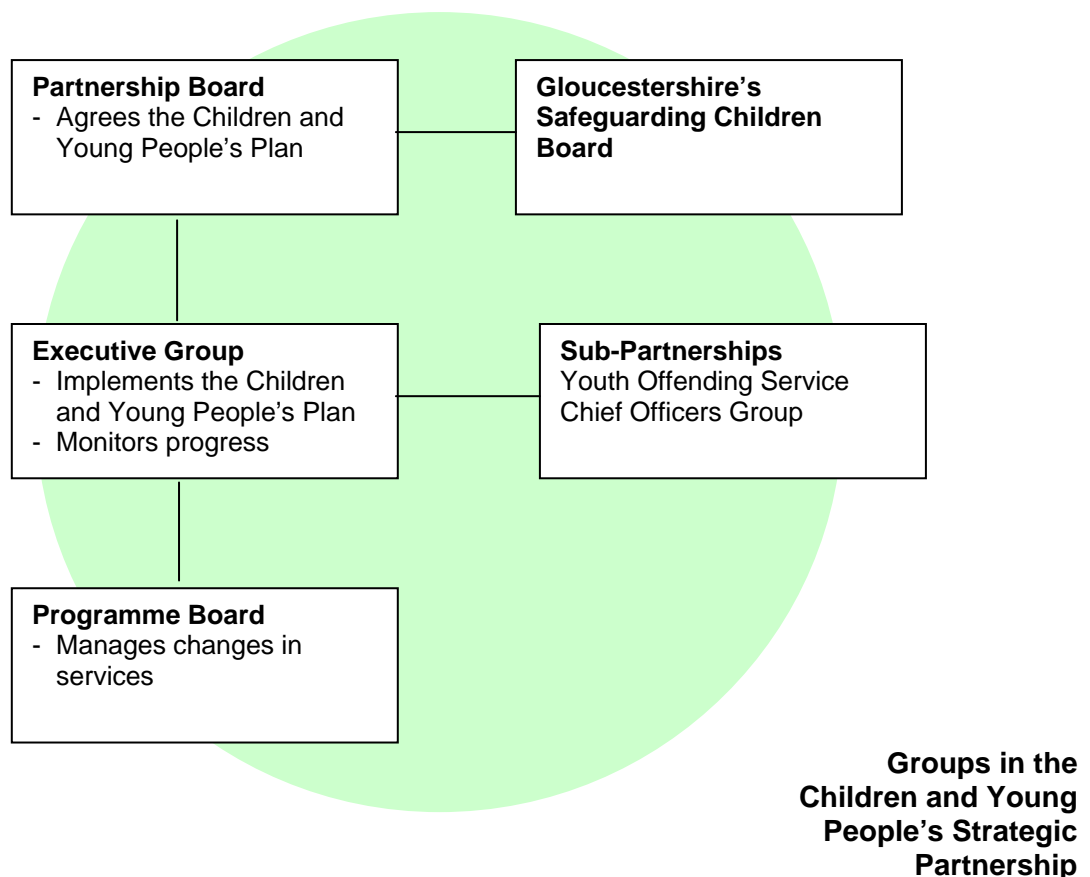 Partnership Board
- Agrees the Children and
Young People’s Plan
Gloucestershire’s
Safeguarding Children
Board
Executive Group
- Implements the Children
and Young People’s Plan
- Monitors progress
Sub-Partnerships
Youth Offending Service
Chief Officers Group
Programme Board
- Manages changes in
services
Groups in the
Children and Young
People’s Strategic
Partnership